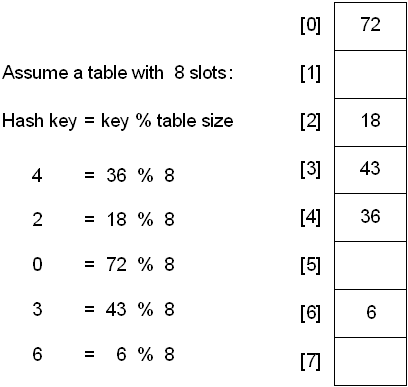 [0] 72
Assume a table with 8 slots: [1]
Hash key = key % table size [2] 18
[3] 43
4 = 36 % 8
[4] 36
2 = 18 % 8
0 = 72 % 8 [5]
3 = 43 % 8 [6] 6
6 = 6 % 8 [7]